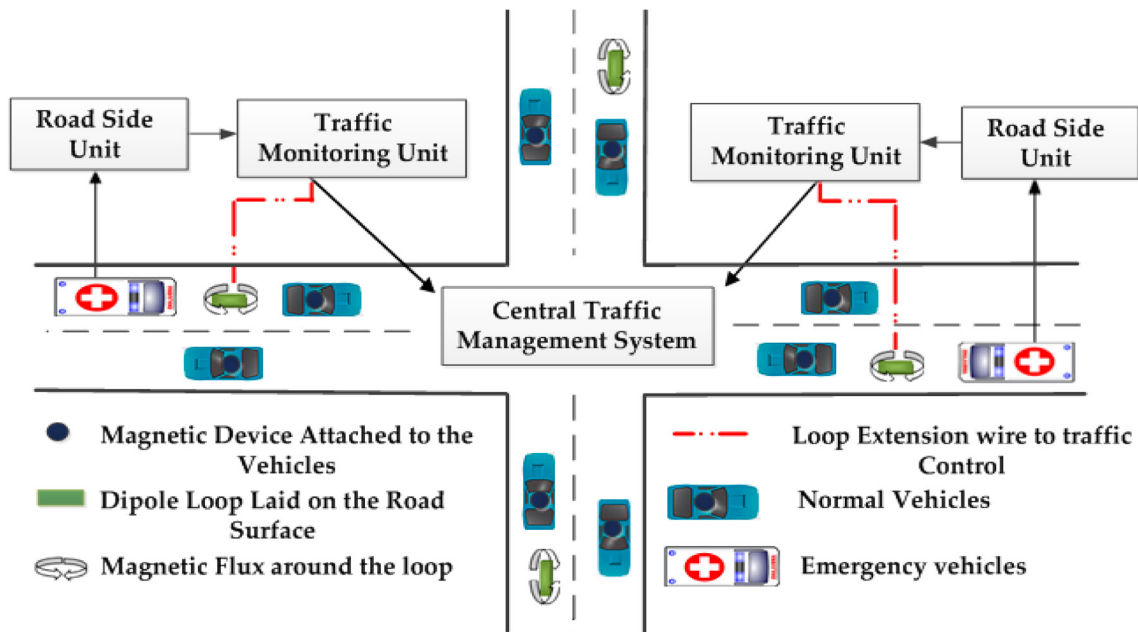 Road Side
Unit
Traffic
Monitoring Unit
Traffic
Monitoring Unit
Road Side
Unit
Central Traffic
Management System
Magnetic Device Attached to the
Vehicles
Dipole Loop Laid on the Road
Surface
Magnetic Flux around the loop
Loop Extension wire to traffic
Control
Normal Vehicles
Emergency vehicles